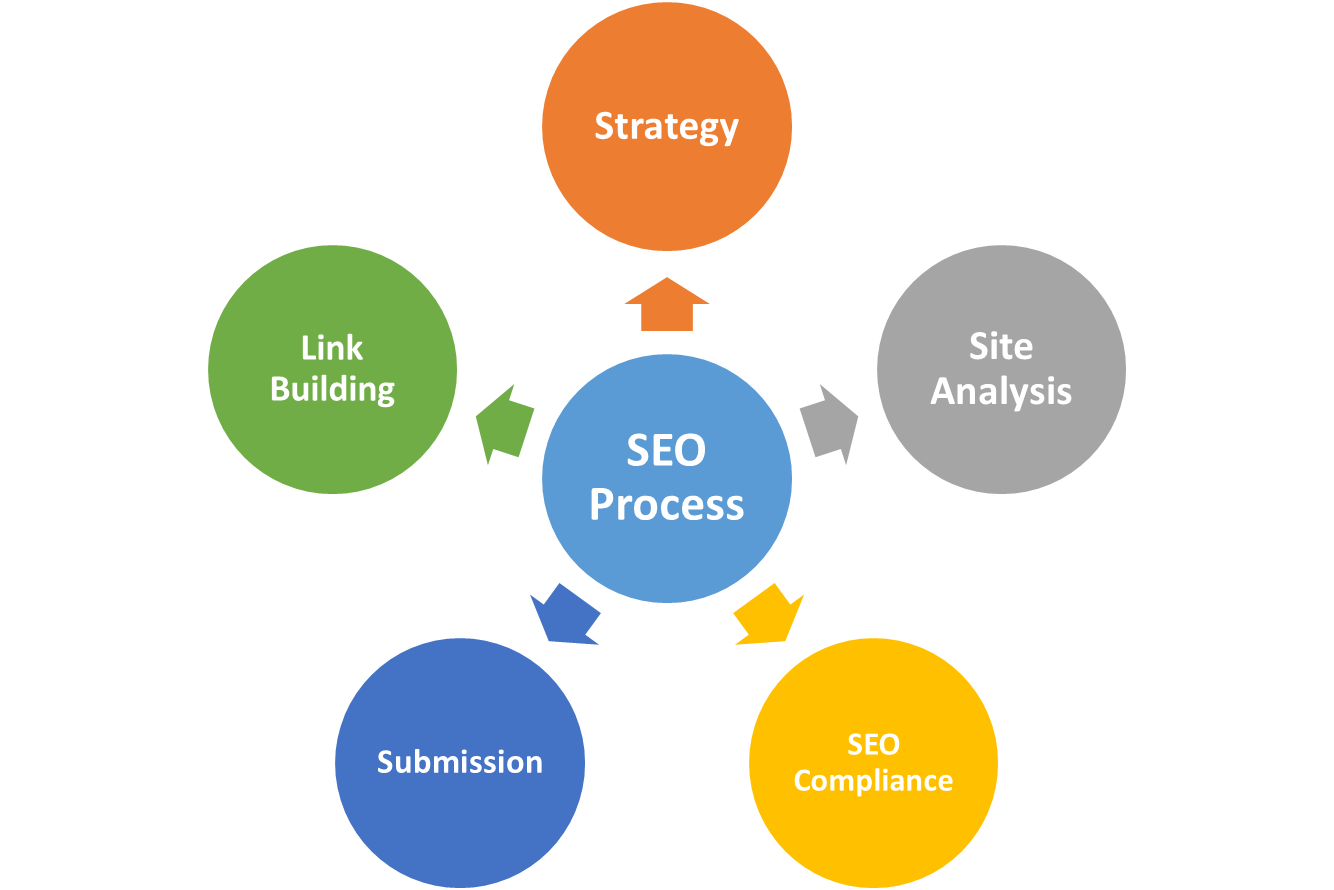 Strategy
Link
Building
Site
Analysis
SEO
Process
Submission
SEO
Compliance